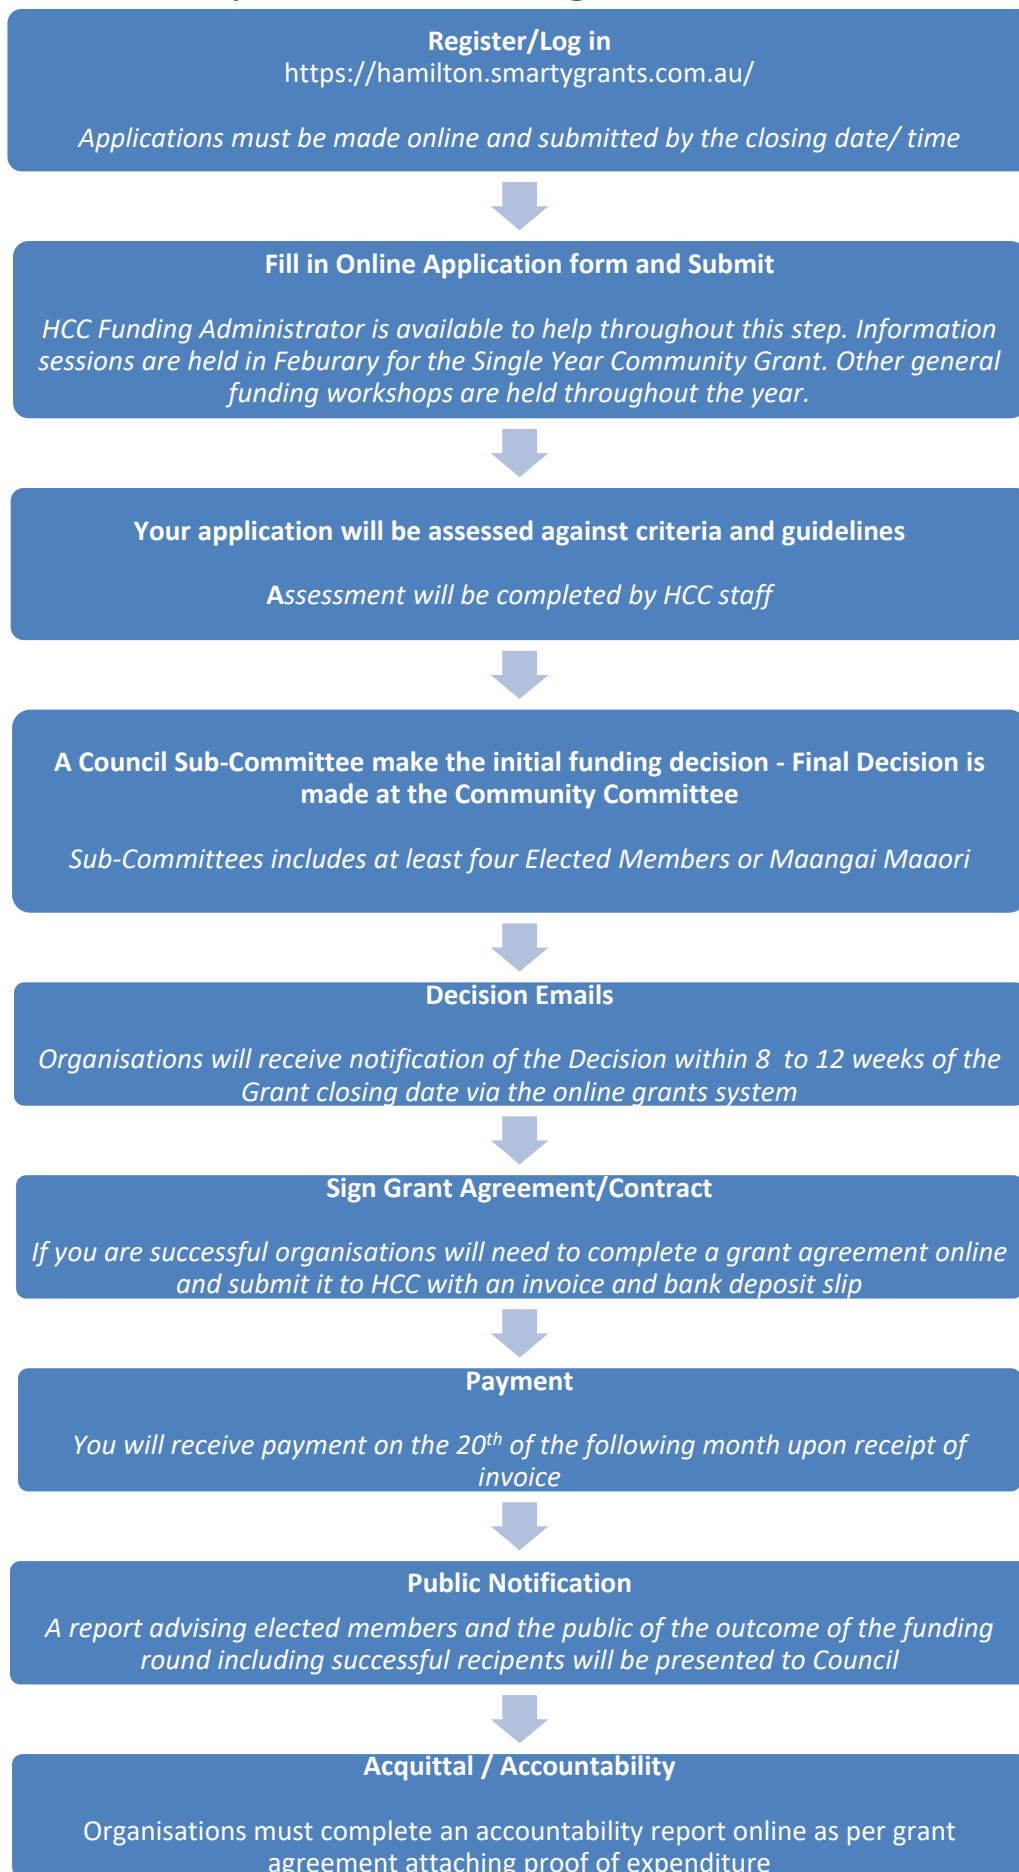 Register/Log in
https://hamilton.smartygrants.com.au/
Applications must be made online and submitted by the closing date/ time
Fill in Online Application form and Submit
HCC Funding Administrator is available to help throughout this step. Information
sessions are held in Feburary for the Single Year Community Grant. Other general
funding workshops are held throughout the year.
Your application will be assessed against criteria and guidelines
Assessment will be completed by HCC staff
A Council Sub-Committee make the initial funding decision - Final Decision is
made at the Community Committee
Sub-Committees includes at least four Elected Members or Maangai Maaori
Decision Emails
Organisations will receive notification of the Decision within 8 to 12 weeks of the
Grant closing date via the online grants system
Sign Grant Agreement/Contract
If you are successful organisations will need to complete a grant agreement online
and submit it to HCC with an invoice and bank deposit slip
Payment
You will receive payment on the 20th of the following month upon receipt of
invoice
Public Notification
A report advising elected members and the public of the outcome of the funding
round including successful recipents will be presented to Council
Acquittal / Accountability
Organisations must complete an accountability report online as per grant
agreement attaching proof of expenditure